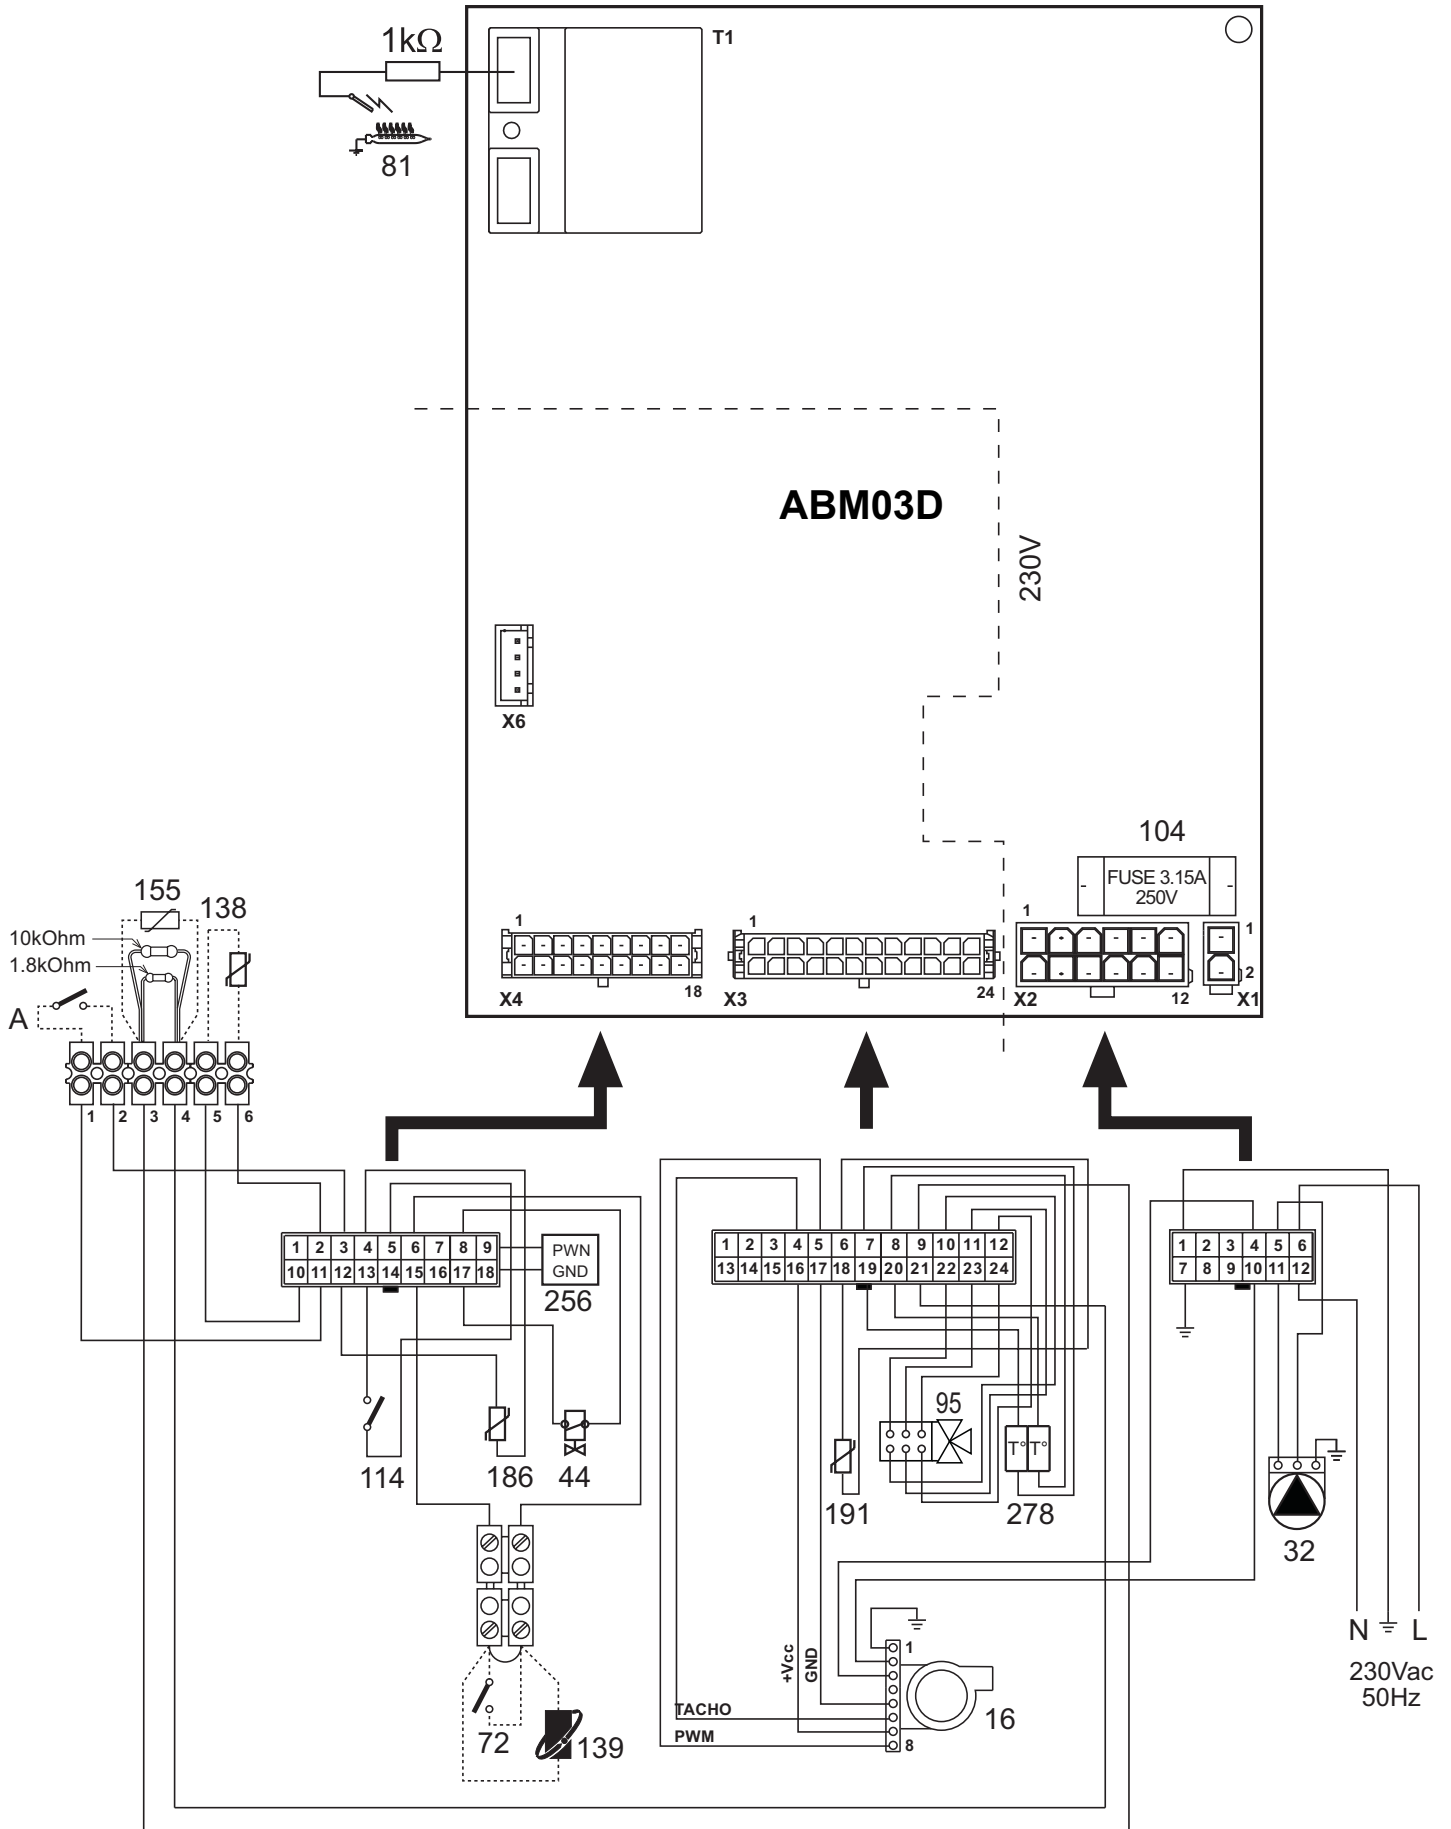 1kΩ
T1
81
ABM03D
230V
X6
104
FUSE 3.15A
250V
155
138
10kOhm
1.8kOhm
A
1
18
X4
1
24
X3
1
12
X2
1
2
X1
1 2 3 4 5 6
1 2 3 4 5 6 7 8 9
10 11 12 13 14 15 16 17 18
PWN
GND
256
1 2 3 4 5 6 7 8 9 10 11 12
13 14 15 16 17 18 19 20 21 22 23 24
1 2 3 4 5 6
7 8 9 10 11 12
95
T° T°
114
186
44
191
278
32
N L
230Vac
50Hz
+Vcc
GND
TACHO
PWM
1
8
16
72
139